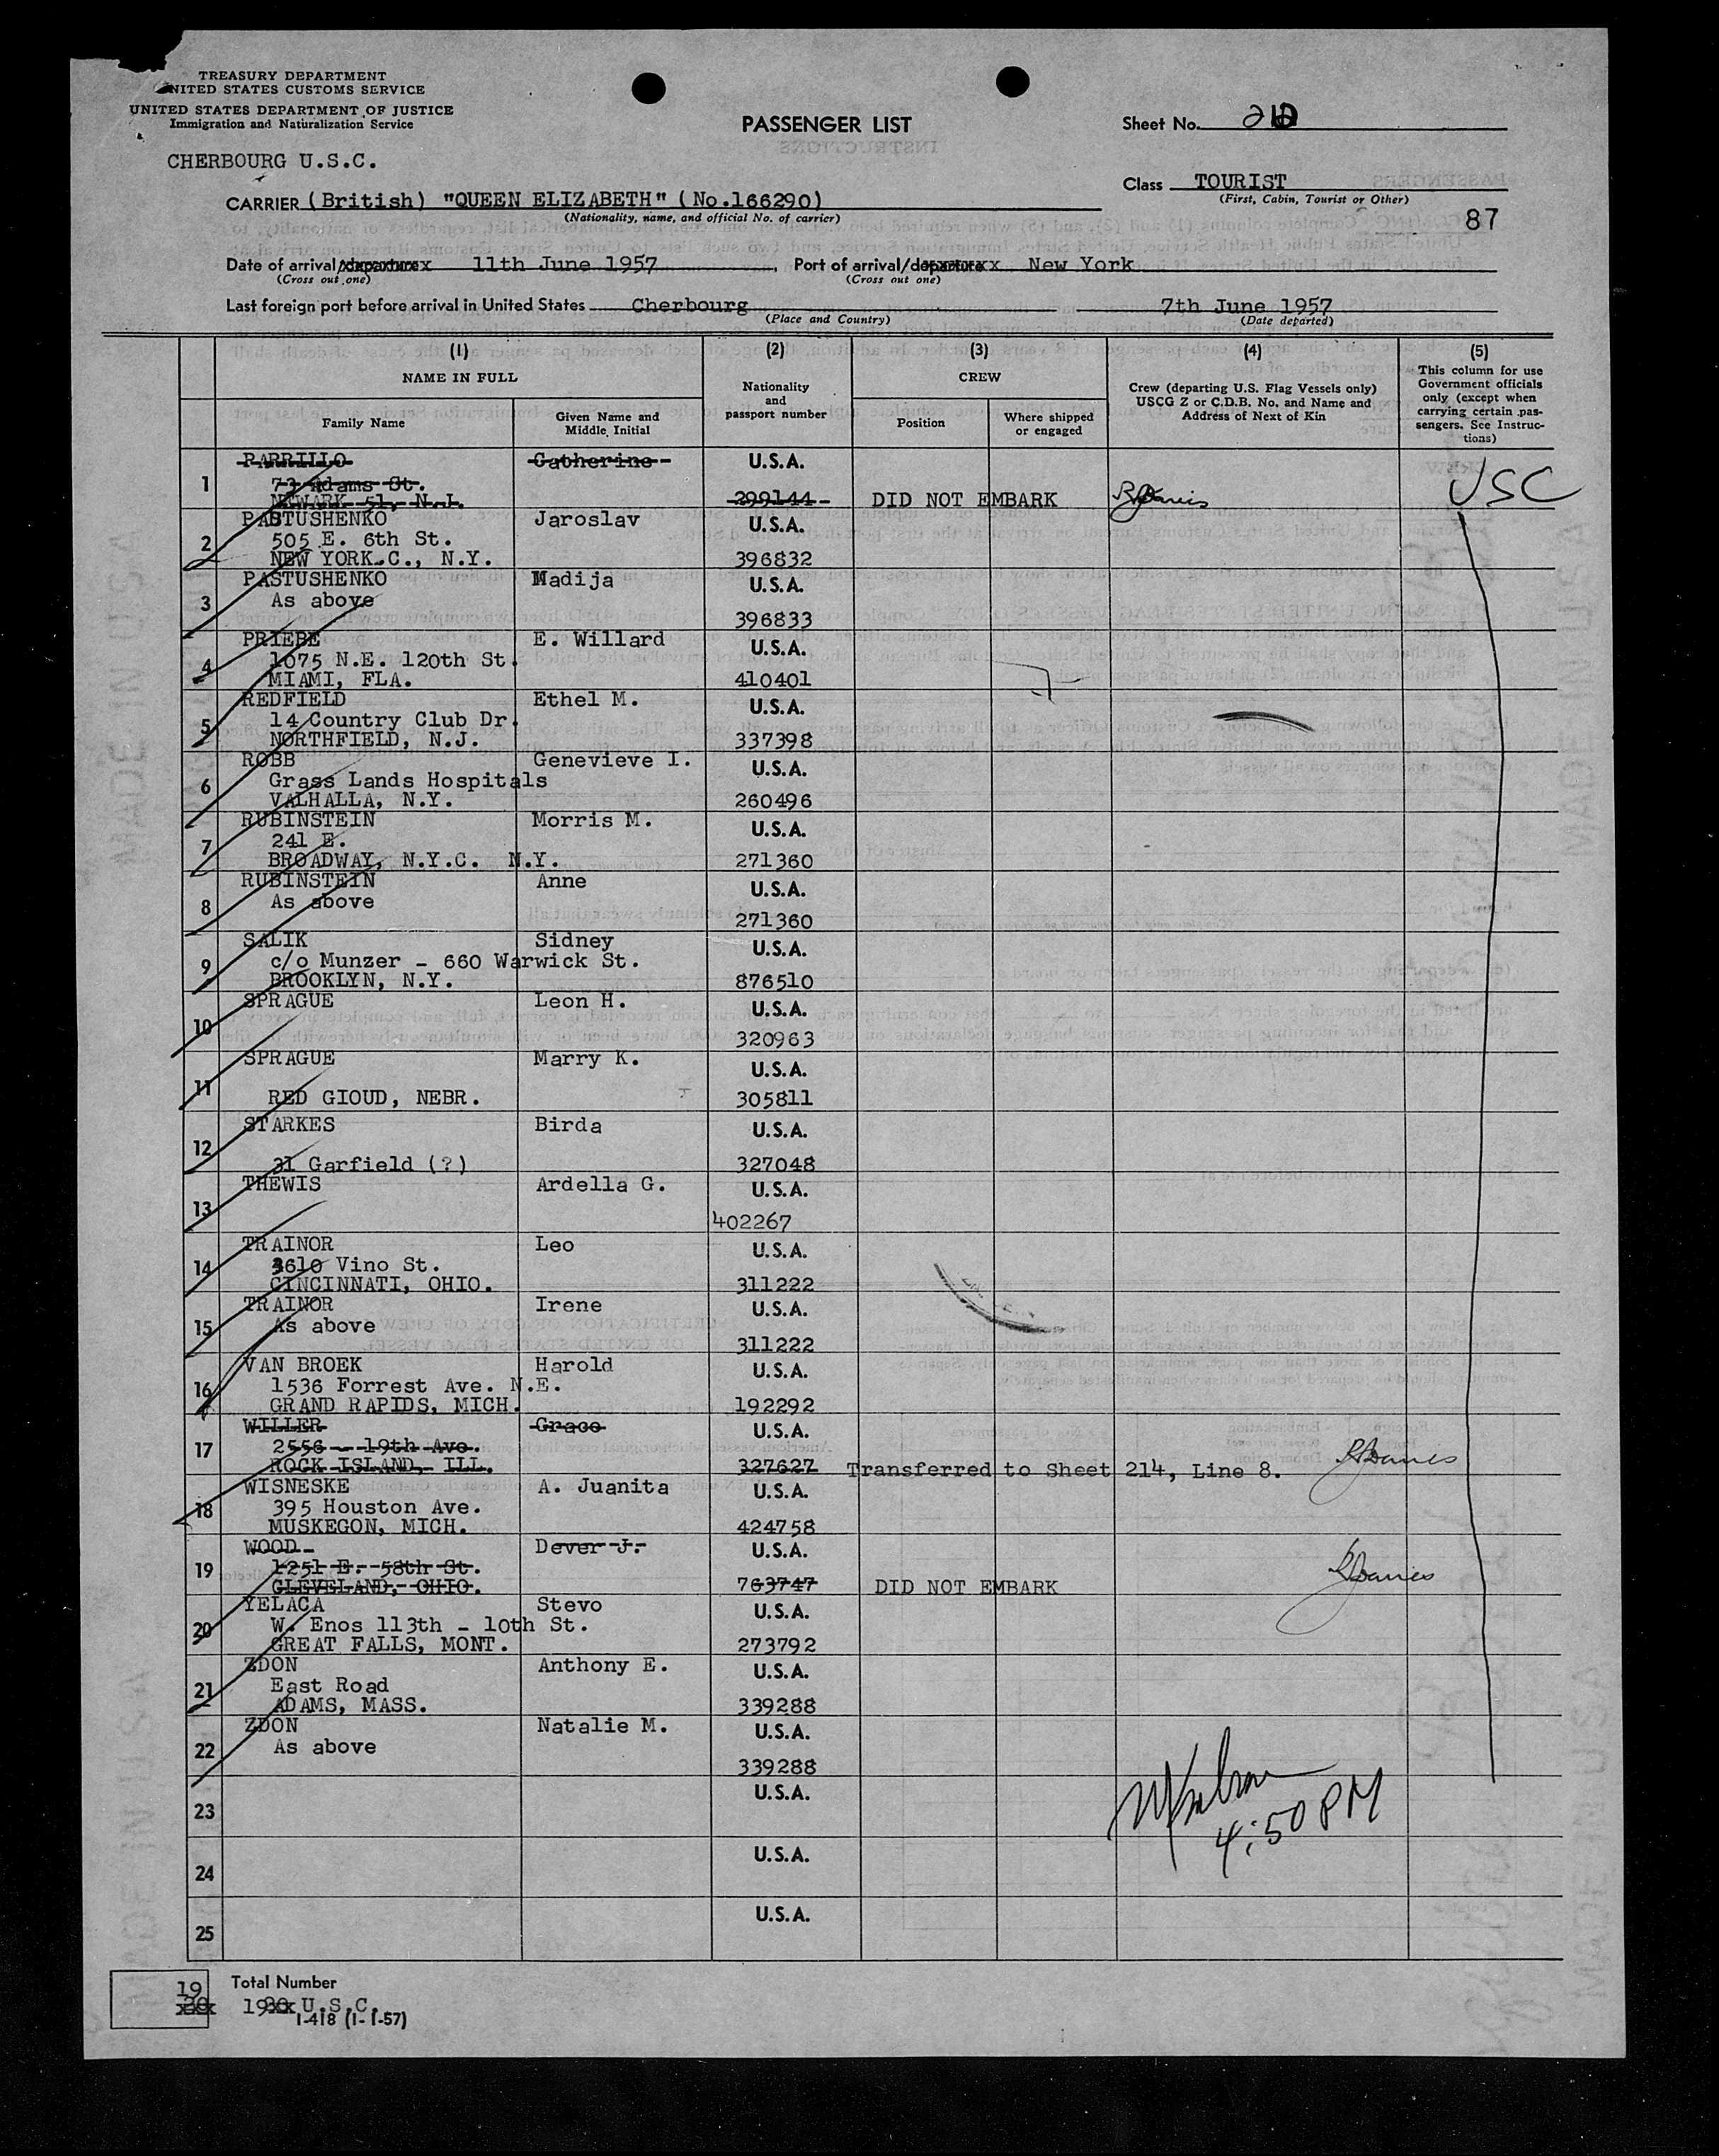 TREASURY DEPARTMENT
UNITED STATES CUSTOMS SERVICE
UNITED STATES DEPARTMENT OF JUSTICE
Immigration and Naturalization Service
PASSENGER LIST
Sheet No.
CHERBOURG U.S.C.
Class TOURIST
(First, Cabin, Tourist or Other)
CARRIER (British) "QUEEN ELIZABETH" (No.166290)
(Nationality, name, and official No. of carrier)
87
Date of arrival/departure 11th June 1957 Port of arrival/departure New York
(Cross out one) (Cross out one)
Last foreign port before arrival in United States Cherbourg 7th June 1957
(Place and Country) (Date departed)
(1) (2) (3) (4) (5)
NAME IN FULL
Family Name
Given Name and Middle Initial
Nationality and passport number
CREW
Position
Where shipped or engaged
Crew (departing U.S. Flag Vessels only)
USCG Z or C.D.B. No. and Name and
Address of Next of Kin
This column for use
Government officials
only (except when
carrying certain pas-
sengers. See Instruc-
tions)
1 PARRILLO Catherine U.S.A. USC
73 Adams St.
NEWARK 51, N.J. 299144 DID NOT EMBARK
2 PASTUSHENKO Jaroslav U.S.A.
505 E. 6th St.
NEW YORK.C., N.Y. 396832
3 PASTUSHENKO Madija U.S.A.
As above
396833
4 PRIEBE E. Willard U.S.A.
1075 N.E. 120th St.
MIAMI, FLA. 410401
5 REDFIELD Ethel M. U.S.A.
14 Country Club Dr.
NORTHFIELD, N.J. 337398
6 ROBB Genevieve I. U.S.A.
Grass Lands Hospitals
VALHALLA, N.Y. 260496
7 RUBINSTEIN Morris M. U.S.A.
241 E.
BROADWAY, N.Y.C. N.Y. 271360
8 RUBINSTEIN Anne U.S.A.
As above
271360
9 SALIK Sidney U.S.A.
c/o Munzer - 660 Warwick St.
BROOKLYN, N.Y. 876510
10 SPRAGUE Leon H. U.S.A.
320963
11 SPRAGUE Marry K. U.S.A.
RED GIOUD, NEBR. 305811
12 STARKES Birda U.S.A.
31 Garfield (?) 327048
13 THEWIS Ardella G. U.S.A.
402267
14 TRAINOR Leo U.S.A.
3610 Vino St.
CINCINNATI, OHIO. 311222
15 TRAINOR Irene U.S.A.
As above
311222
16 VAN BROEK Harold U.S.A.
1536 Forrest Ave. N.E.
GRAND RAPIDS, MICH. 192292
17 WILLER Grace U.S.A.
2556 - 19th Ave.
ROCK ISLAND, ILL. 327627 Transferred to Sheet 214, Line 8.
18 WISNESKE A. Juanita U.S.A.
395 Houston Ave.
MUSKEGON, MICH. 424758
19 WOOD Dever J. U.S.A.
1251 E. 58th St.
CLEVELAND, OHIO. 763747 DID NOT EMBARK
20 YELACA Stevo U.S.A.
W. Enos 113th - 10th St.
GREAT FALLS, MONT. 273792
21 ZDON Anthony E. U.S.A.
East Road
ADAMS, MASS. 339288
22 ZDON Natalie M. U.S.A.
As above
339288
23 U.S.A.
4:50 PM
24 U.S.A.
25 U.S.A.
19 Total Number
19 U.S.C.
I-418 (1-1-57)